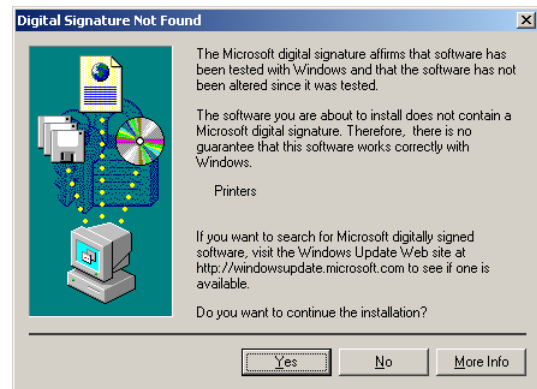 Digital Signature Not Found
The Microsoft digital signature affirms that software has
been tested with Windows and that the software has not
been altered since it was tested.
The software you are about to install does not contain a
Microsoft digital signature. Therefore, there is no
guarantee that this software works correctly with
Windows.
Printers
If you want to search for Microsoft digitally signed
software, visit the Windows Update Web site at
http://windowsupdate.microsoft.com to see if one is
available.
Do you want to continue the installation?
Yes
No
More Info